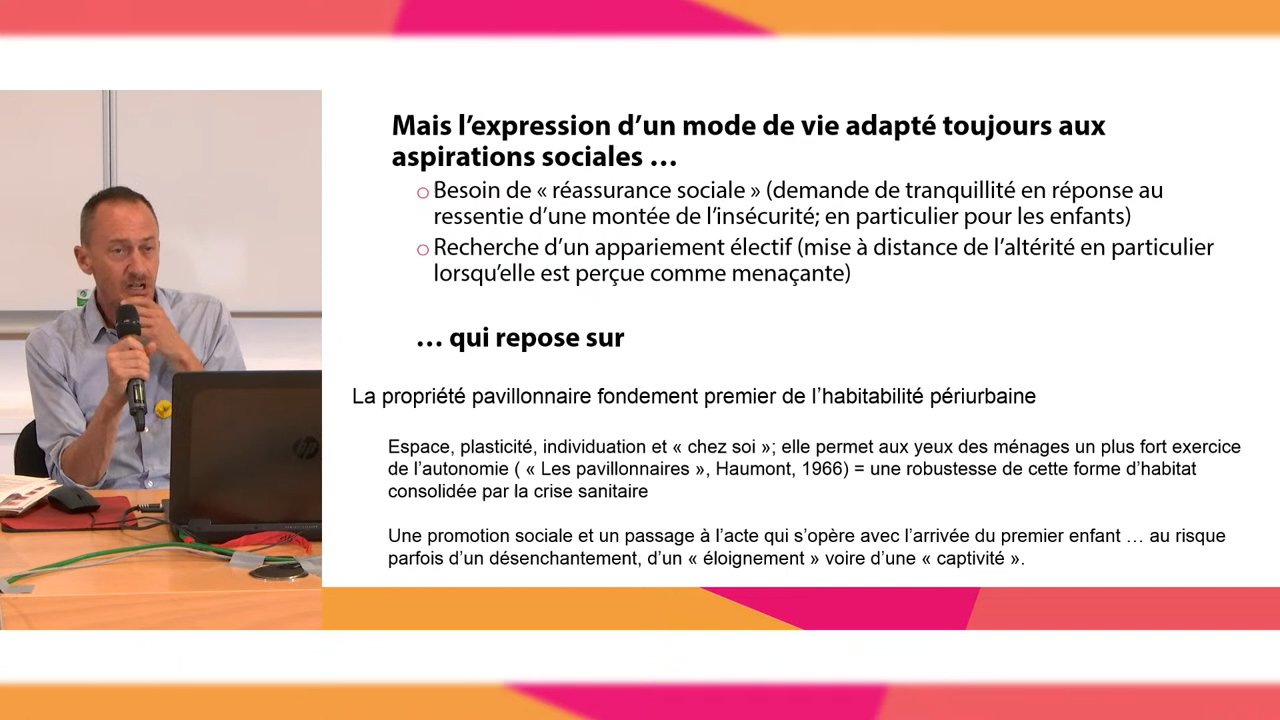 Mais l’expression d’un mode de vie adapté toujours aux
aspirations sociales …
Besoin de « réassurance sociale » (demande de tranquillité en réponse au
ressentie d’une montée de l’insécurité; en particulier pour les enfants)
Recherche d’un appariement électif (mise à distance de l’altérité en particulier
lorsqu’elle est perçue comme menaçante)
… qui repose sur
La propriété pavillonnaire fondement premier de l’habitabilité périurbaine
Espace, plasticité, individuation et « chez soi »; elle permet aux yeux des ménages un plus fort exercice
de l’autonomie ( « Les pavillonnaires », Haumont, 1966) = une robustesse de cette forme d’habitat
consolidée par la crise sanitaire
Une promotion sociale et un passage à l’acte qui s’opère avec l’arrivée du premier enfant … au risque
parfois d’un désenchantement, d’un « éloignement » voire d’une « captivité ».
hp